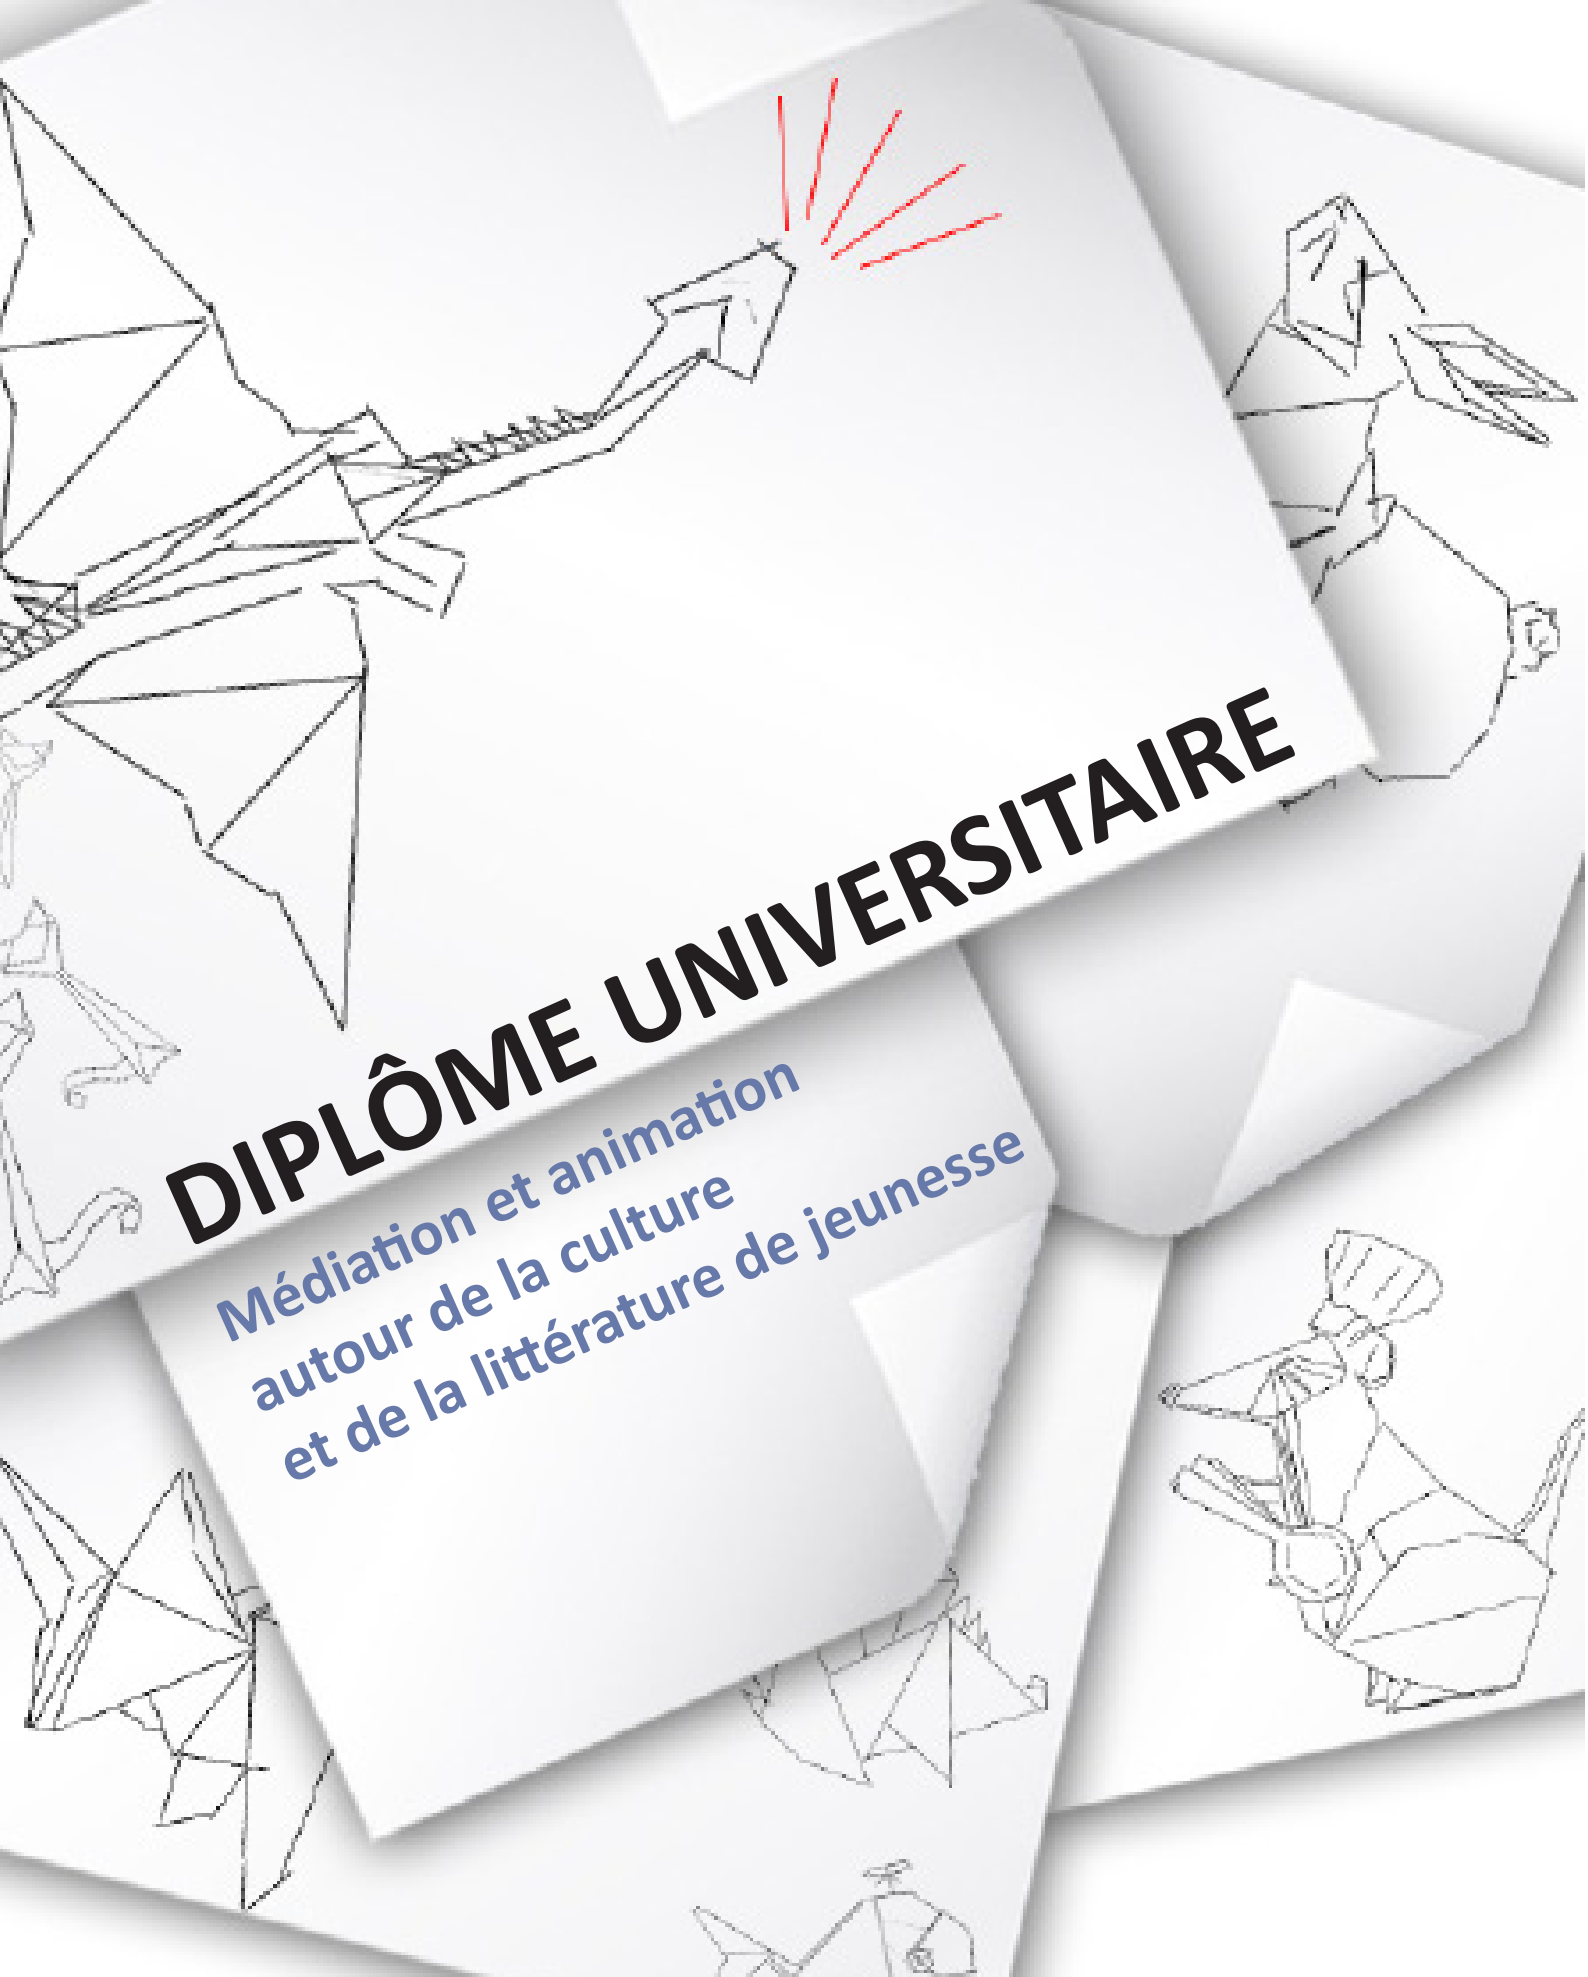 DIPLÔME UNIVERSITAIRE
Médiation et animation
autour de la culture
et de la littérature de jeunesse